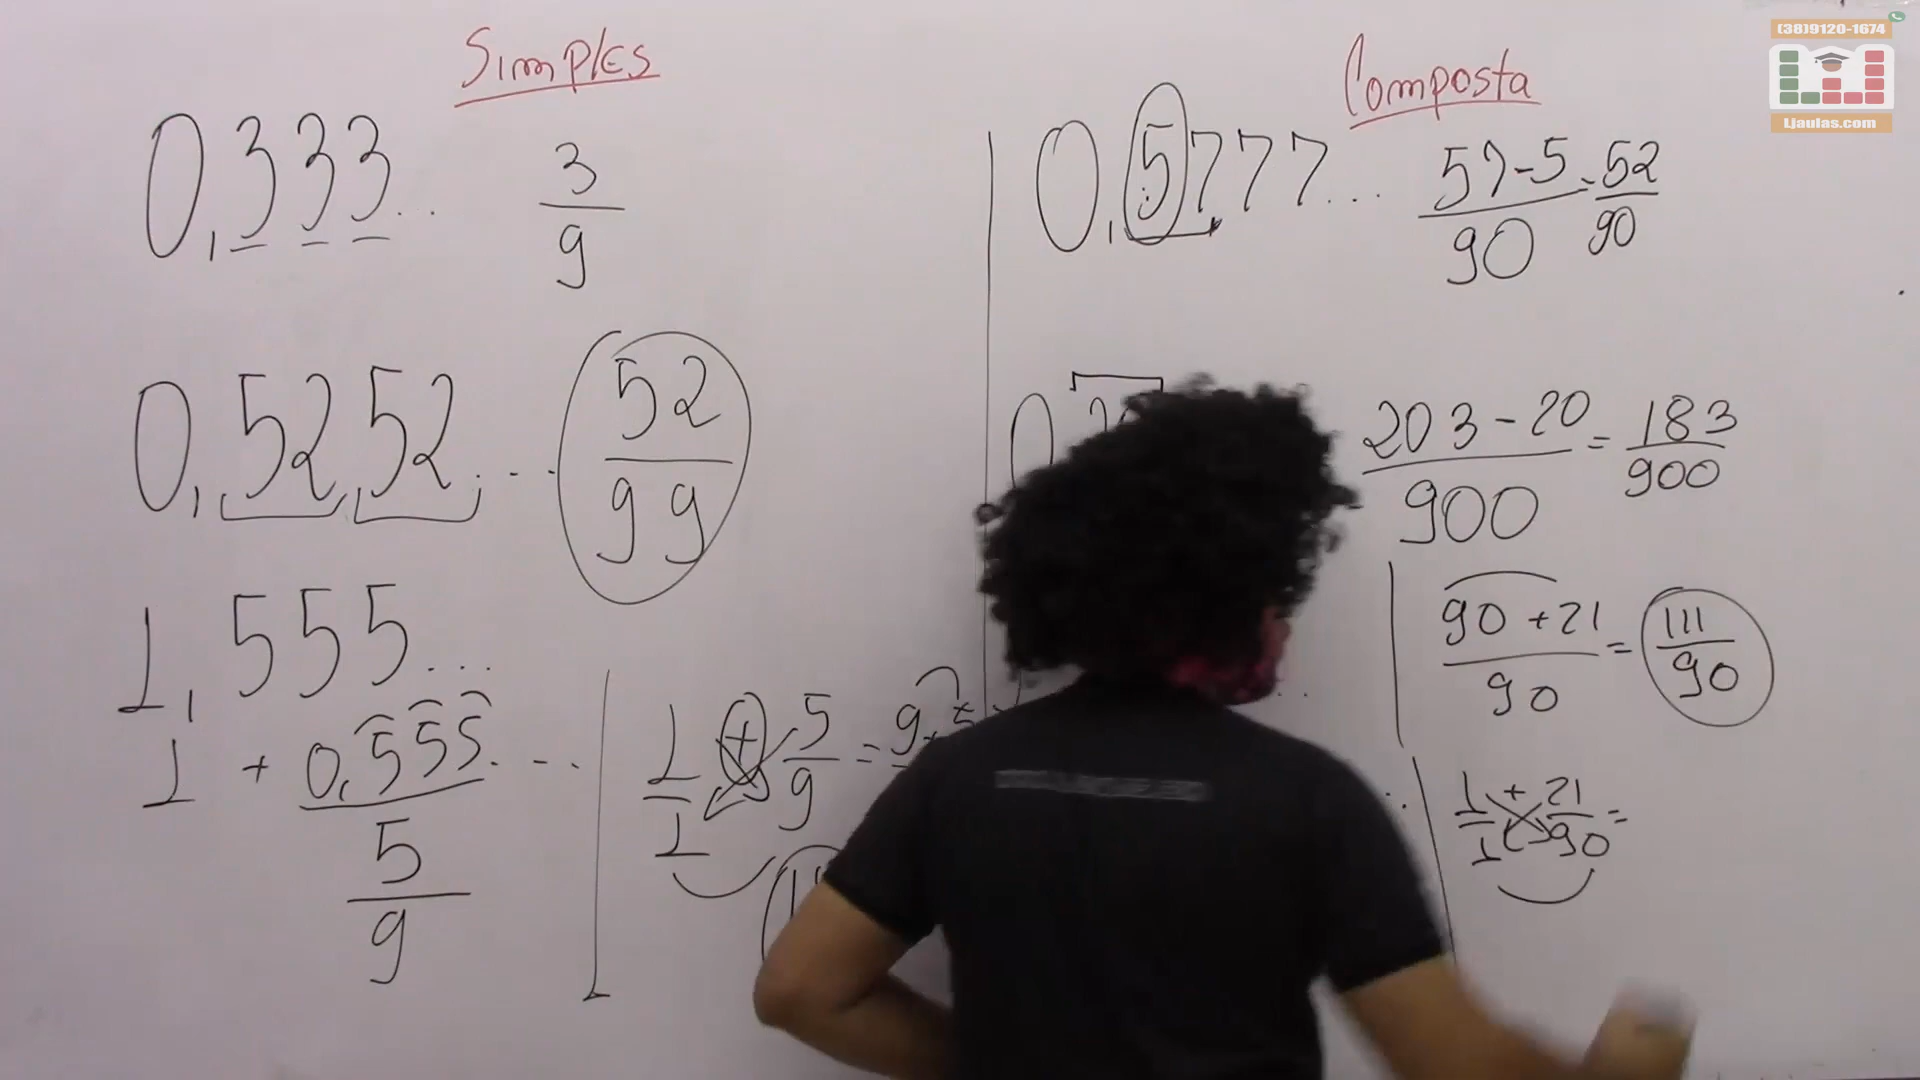 (38)9120-1674
Ljaulas.com
Simples
0,333... 3/9
0,5252... 52/99
1,555...
1 + 0,555...
5/9
1/1 + 5/9 =
Composta
0,5777... 57-5/90 = 52/90
203-20/900 = 183/900
90+21/90 = 111/90
1/1 + 21/90 =